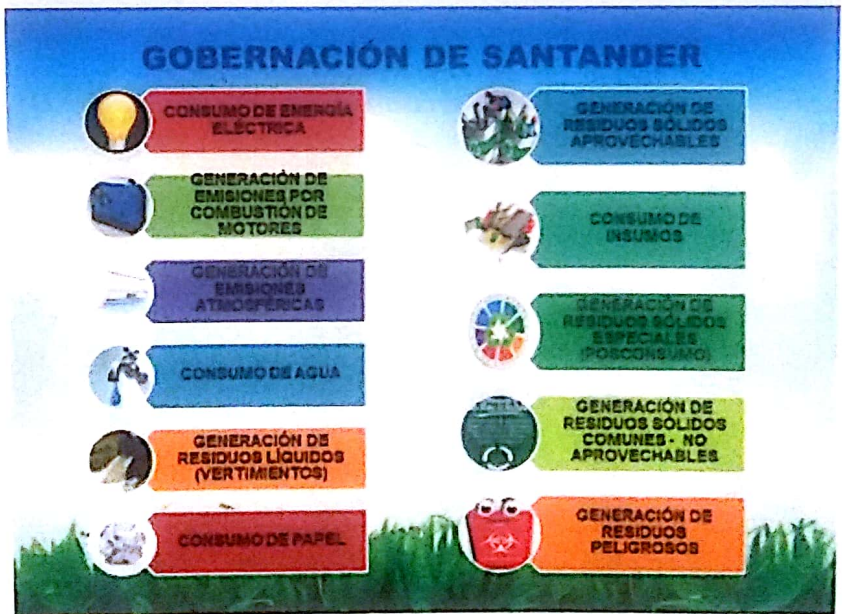 GOBERNACIÓN DE SANTANDER
CONSUMO DE ENERGÍA
ELÉCTRICA
GENERACIÓN DE
EMISIONES POR
COMBUSTIÓN DE
MOTORES
GENERACIÓN DE
EMISIONES
ATMOSFÉRICAS
CONSUMO DE AGUA
GENERACIÓN DE
RESIDUOS LÍQUIDOS
(VERTIMIENTOS)
CONSUMO DE PAPEL
GENERACIÓN DE
RESIDUOS SÓLIDOS
APROVECHABLES
CONSUMO DE
INSUMOS
GENERACIÓN DE
RESIDUOS SÓLIDOS
ESPECIALES
(POSCONSUMO)
GENERACIÓN DE
RESIDUOS SÓLIDOS
COMUNES - NO
APROVECHABLES
GENERACIÓN DE
RESIDUOS
PELIGROSOS